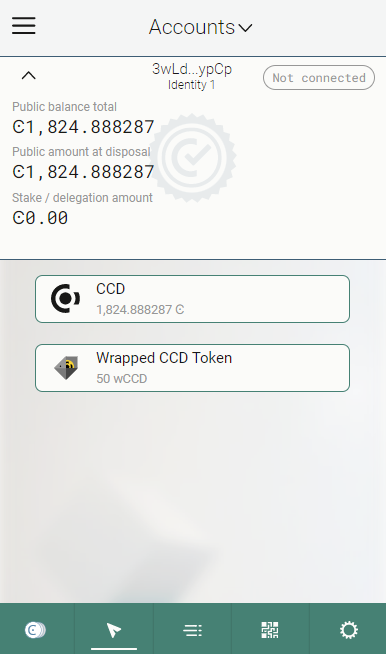 Accounts
3wLd...ypCp
Identity 1
Not connected
Public balance total
Ͼ1,824.888287
Public amount at disposal
Ͼ1,824.888287
Stake / delegation amount
Ͼ0.00
CCD
1,824.888287 Ͼ
Wrapped CCD Token
50 wCCD